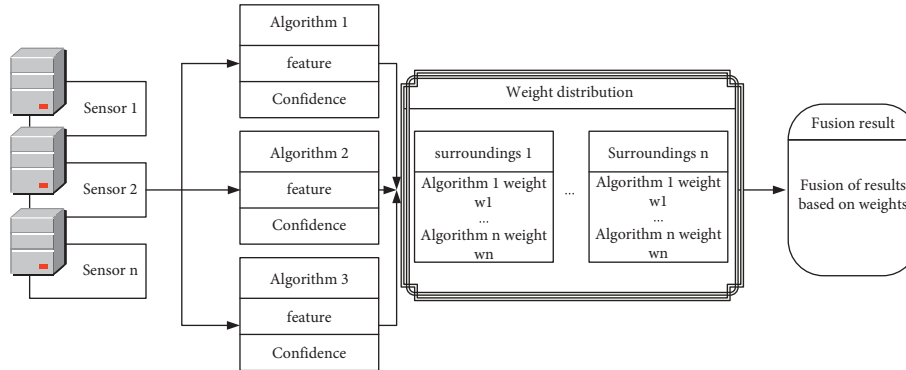 Sensor 1
Sensor 2
Sensor n
Algorithm 1
feature
Confidence
Algorithm 2
feature
Confidence
Algorithm 3
feature
Confidence
Weight distribution
surroundings 1
Algorithm 1 weight
w1
...
Algorithm n weight
wn
...
Surroundings n
Algorithm 1 weight
w1
...
Algorithm n weight
wn
Fusion result
Fusion of results
based on weights